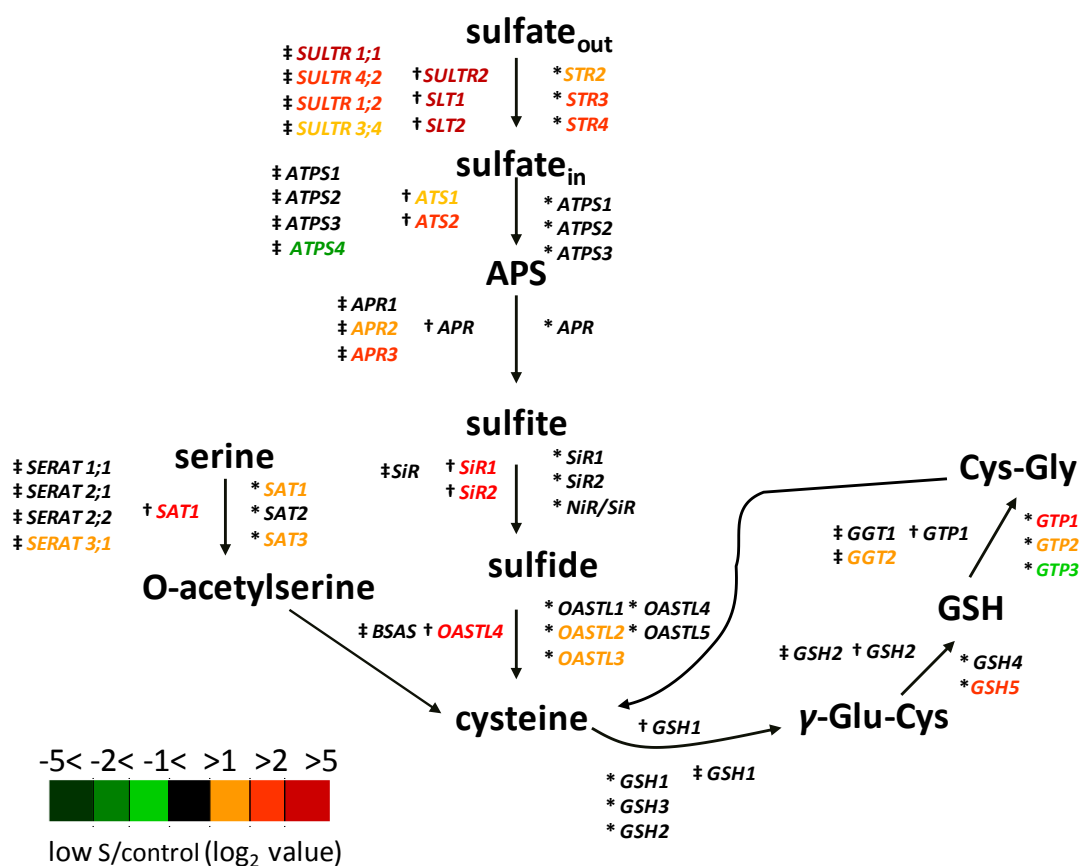 sulfate out
‡ SULTR 1;1
‡ SULTR 4;2
‡ SULTR 1;2
‡ SULTR 3;4
† SULTR2
† SLT1
† SLT2
* STR2
* STR3
* STR4
sulfate in
‡ ATPS1
‡ ATPS2
‡ ATPS3
‡ ATPS4
† ATS1
† ATS2
* ATPS1
* ATPS2
* ATPS3
APS
‡ APR1
‡ APR2
‡ APR3
† APR
* APR
sulfite
‡SiR
† SiR1
† SiR2
* SiR1
* SiR2
* NiR/SiR
serine
‡ SERAT 1;1
‡ SERAT 2;1
‡ SERAT 2;2
‡ SERAT 3;1
† SAT1
* SAT1
* SAT2
* SAT3
O-acetylserine
sulfide
‡ BSAS † OASTL4
* OASTL1 * OASTL4
* OASTL2 * OASTL5
* OASTL3
cysteine
† GSH1
‡ GSH1
* GSH1
* GSH3
* GSH2
γ-Glu-Cys
‡ GSH2 † GSH2
* GSH4
* GSH5
GSH
‡ GGT1 † GTP1
‡ GGT2
* GTP1
* GTP2
* GTP3
Cys-Gly
-5< -2< -1< >1 >2 >5
low S/control (log2 value)